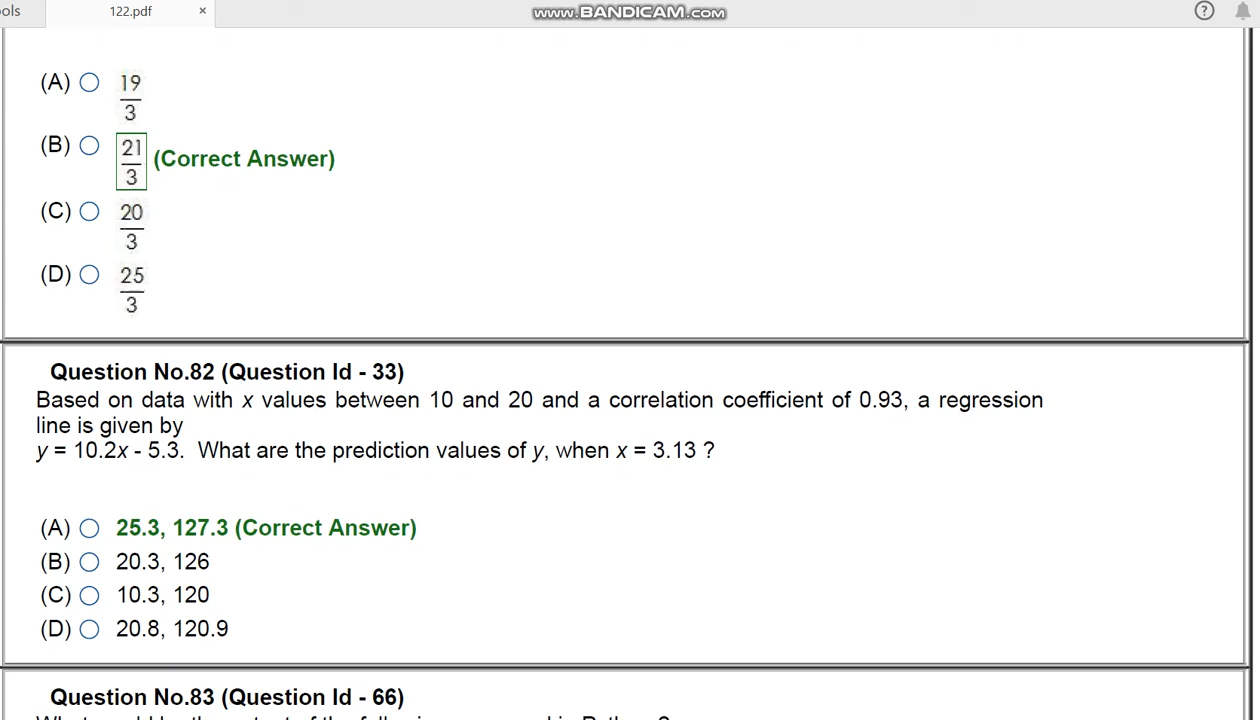 ols 122.pdf × www.BANDICAM.com ?
(A) 19/3
(B) 21/3 (Correct Answer)
(C) 20/3
(D) 25/3
Question No.82 (Question Id - 33)
Based on data with x values between 10 and 20 and a correlation coefficient of 0.93, a regression
line is given by
y = 10.2x - 5.3. What are the prediction values of y, when x = 3.13 ?
(A) 25.3, 127.3 (Correct Answer)
(B) 20.3, 126
(C) 10.3, 120
(D) 20.8, 120.9
Question No.83 (Question Id - 66)